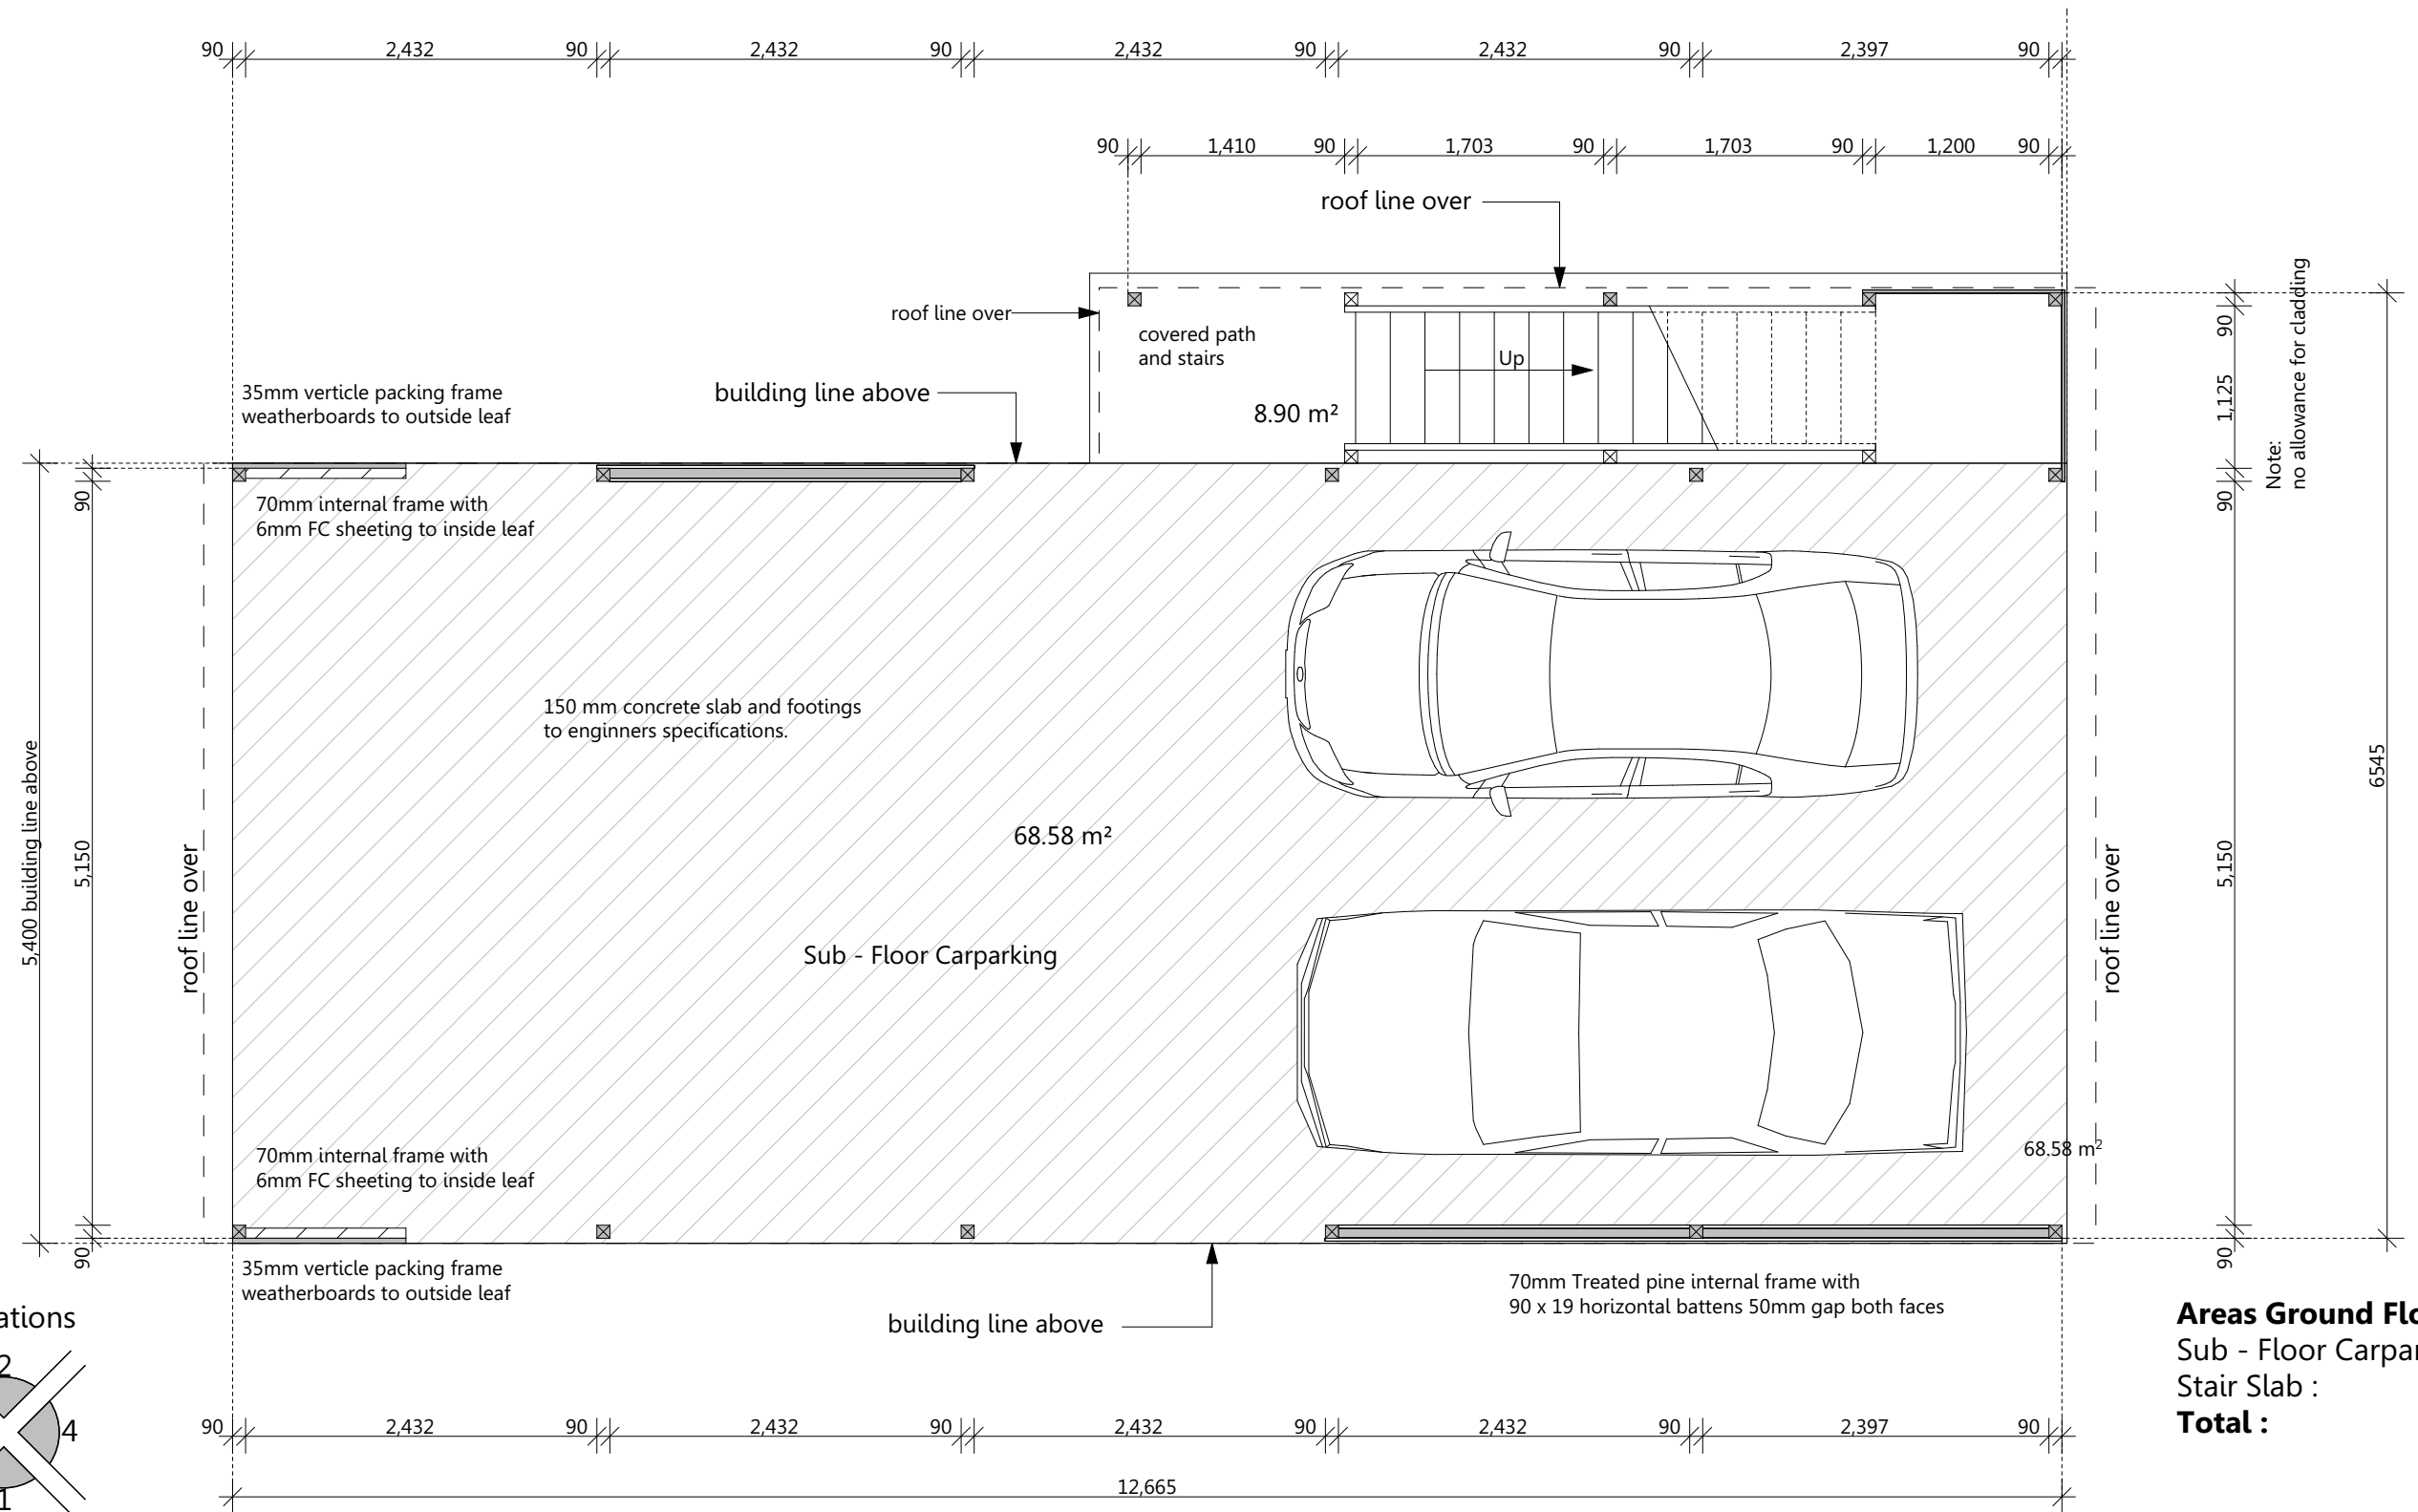 90 2,432 90 2,432 90 2,432 90 2,432 90 2,397 90
90 1,410 90 1,703 90 1,703 90 1,200 90
roof line over
roof line over
covered path
and stairs
Up
8.90 m²
building line above
35mm verticle packing frame
weatherboards to outside leaf
70mm internal frame with
6mm FC sheeting to inside leaf
90
1,125
90
5,150
90
Note:
no allowance for cladding
6545
90
5,150
90
5,400 building line above
roof line over
roof line over
150 mm concrete slab and footings
to enginners specifications.
68.58 m²
Sub - Floor Carparking
68.58 m²
70mm internal frame with
6mm FC sheeting to inside leaf
35mm verticle packing frame
weatherboards to outside leaf
building line above
70mm Treated pine internal frame with
90 x 19 horizontal battens 50mm gap both faces
ations
2
4
1
Areas Ground Flo
Sub - Floor Carpar
Stair Slab :
Total :
90 2,432 90 2,432 90 2,432 90 2,432 90 2,397 90
12,665